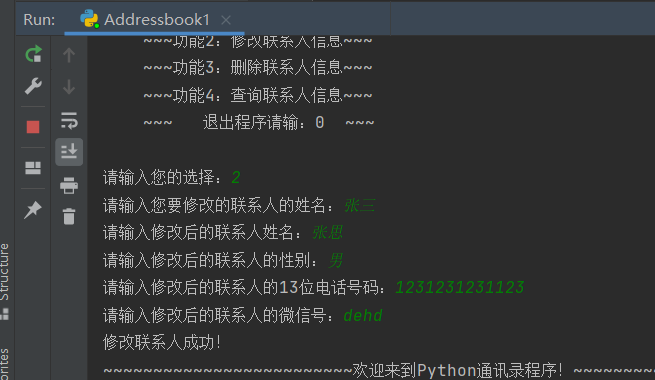 Run: Addressbook1 ×
~~~功能2：修改联系人信息~~~
~~~功能3：删除联系人信息~~~
~~~功能4：查询联系人信息~~~
~~~ 退出程序请输：0 ~~~
请输入您的选择：2
请输入您要修改的联系人的姓名：张三
请输入修改后的联系人姓名：张思
请输入修改后的联系人的性别：男
请输入修改后的联系人的13位电话号码：1231231231123
请输入修改后的联系人的微信号：dehd
修改联系人成功！
~~~~~~~~~~~~~~~~~~~~~~~~~欢迎来到Python通讯录程序！~~~~~~~~~
Structure
orites